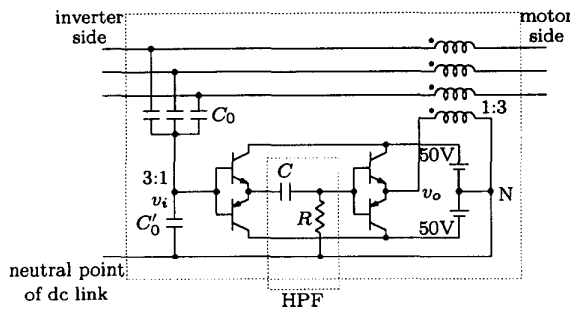 inverter
side
motor
side
C₀
1:3
50V
C
3:1
vᵢ
R
vₒ
N
C′₀
50V
neutral point
of dc link
HPF